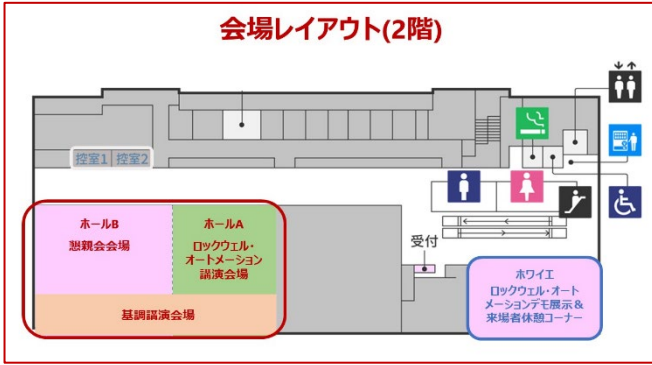 会場レイアウト(2階)
控室1 控室2
ホールB
懇親会会場
ホールA
ロックウェル・
オートメーション
講演会場
基調講演会場
受付
ホワイエ
ロックウェル・オート
メーションデモ展示&
来場者休憩コーナー